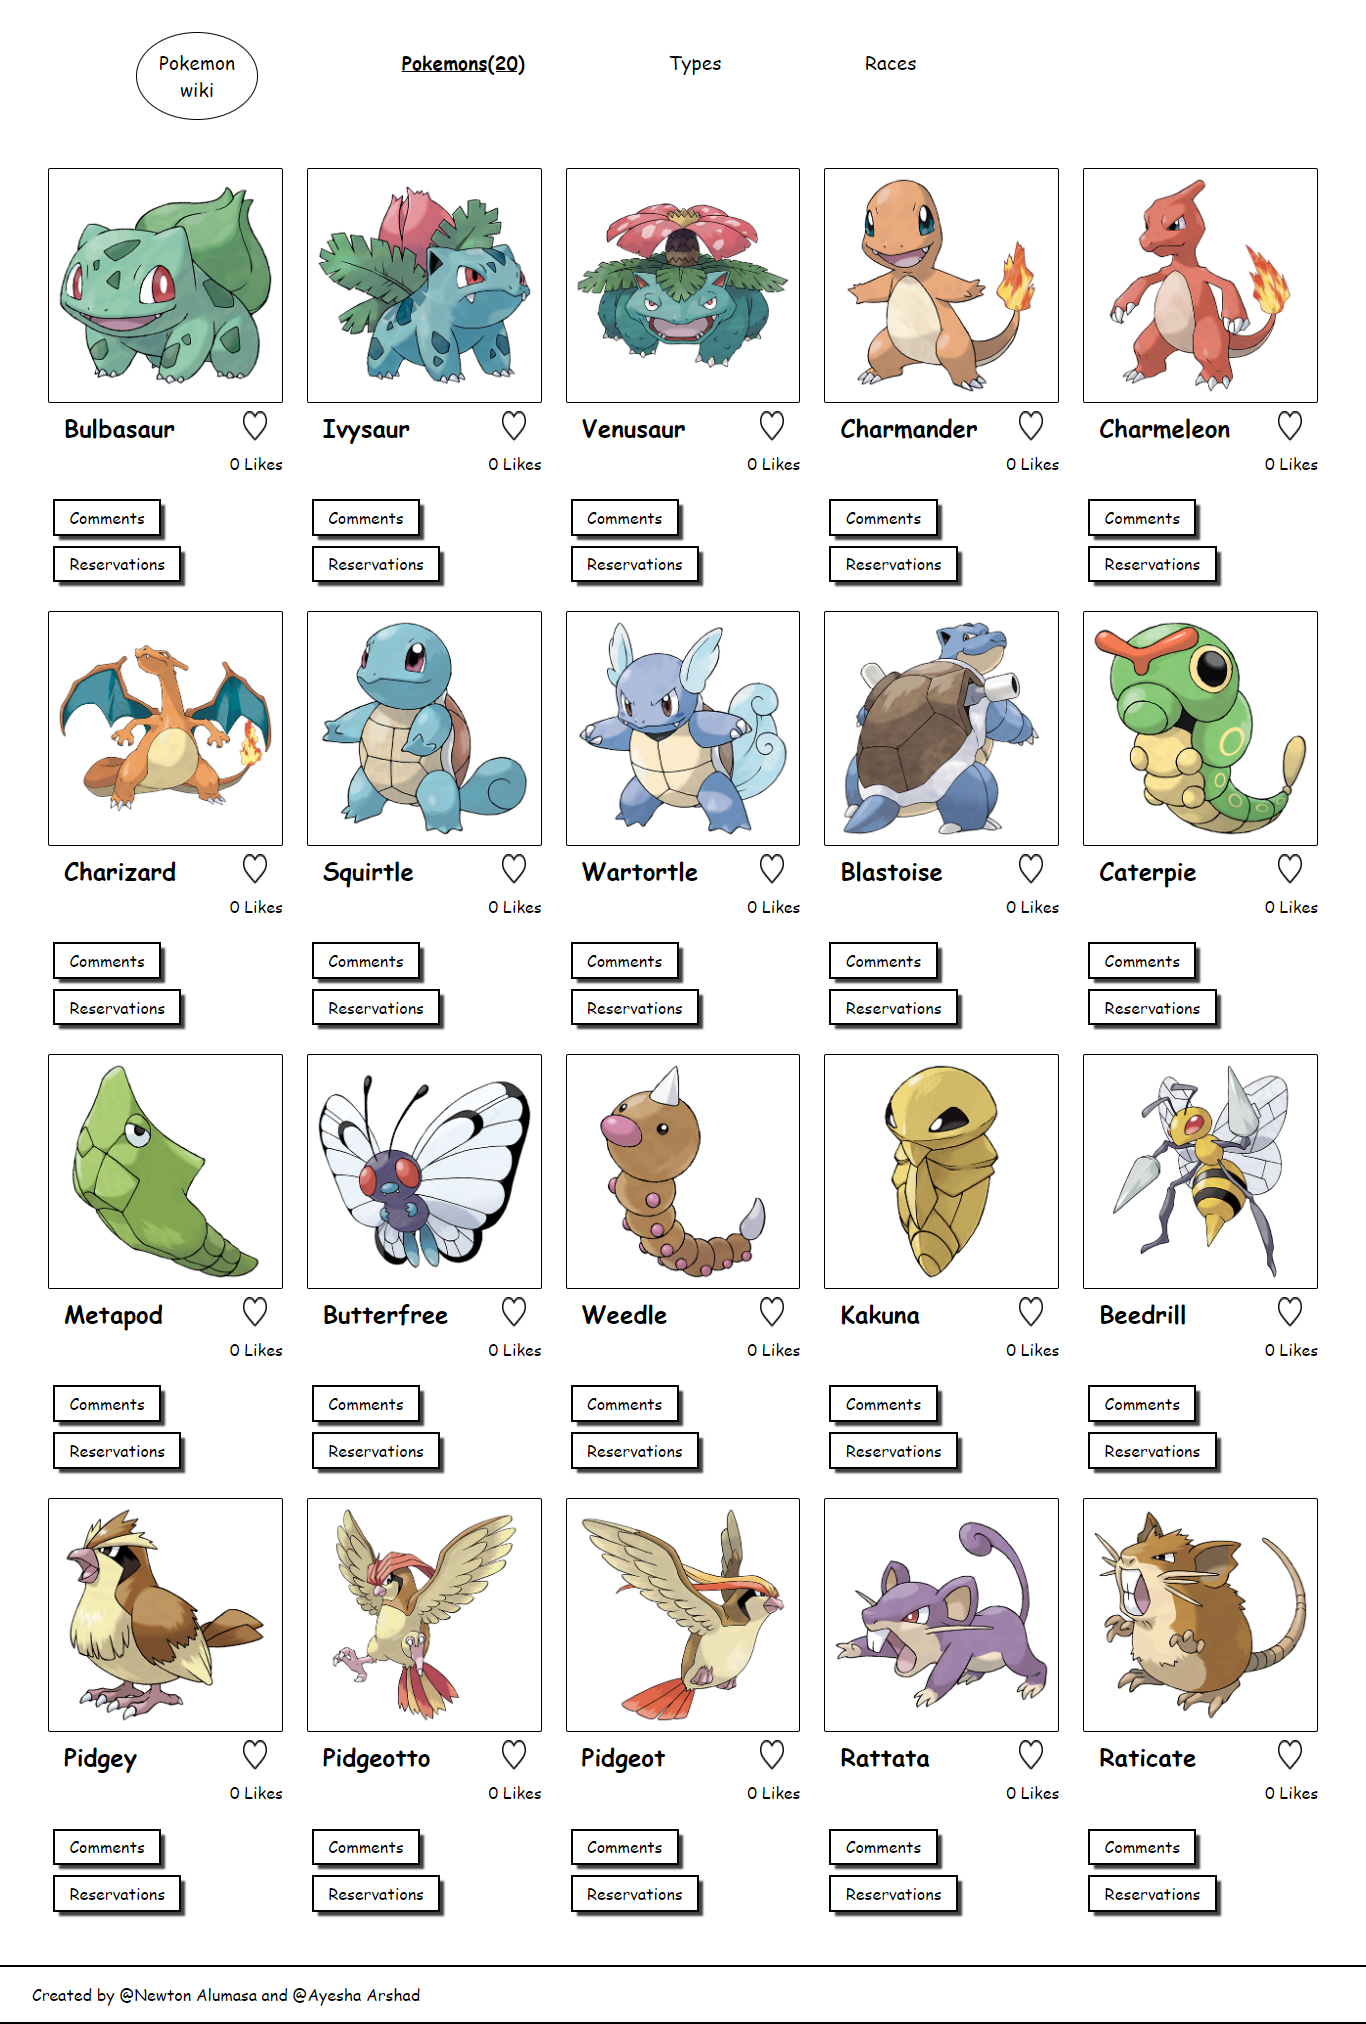 Pokemon
wiki
Pokemons(20)
Types
Races
Bulbasaur
0 Likes
Comments
Reservations
Ivysaur
0 Likes
Comments
Reservations
Venusaur
0 Likes
Comments
Reservations
Charmander
0 Likes
Comments
Reservations
Charmeleon
0 Likes
Comments
Reservations
Charizard
0 Likes
Comments
Reservations
Squirtle
0 Likes
Comments
Reservations
Wartortle
0 Likes
Comments
Reservations
Blastoise
0 Likes
Comments
Reservations
Caterpie
0 Likes
Comments
Reservations
Metapod
0 Likes
Comments
Reservations
Butterfree
0 Likes
Comments
Reservations
Weedle
0 Likes
Comments
Reservations
Kakuna
0 Likes
Comments
Reservations
Beedrill
0 Likes
Comments
Reservations
Pidgey
0 Likes
Comments
Reservations
Pidgeotto
0 Likes
Comments
Reservations
Pidgeot
0 Likes
Comments
Reservations
Rattata
0 Likes
Comments
Reservations
Raticate
0 Likes
Comments
Reservations
Created by @Newton Alumasa and @Ayesha Arshad